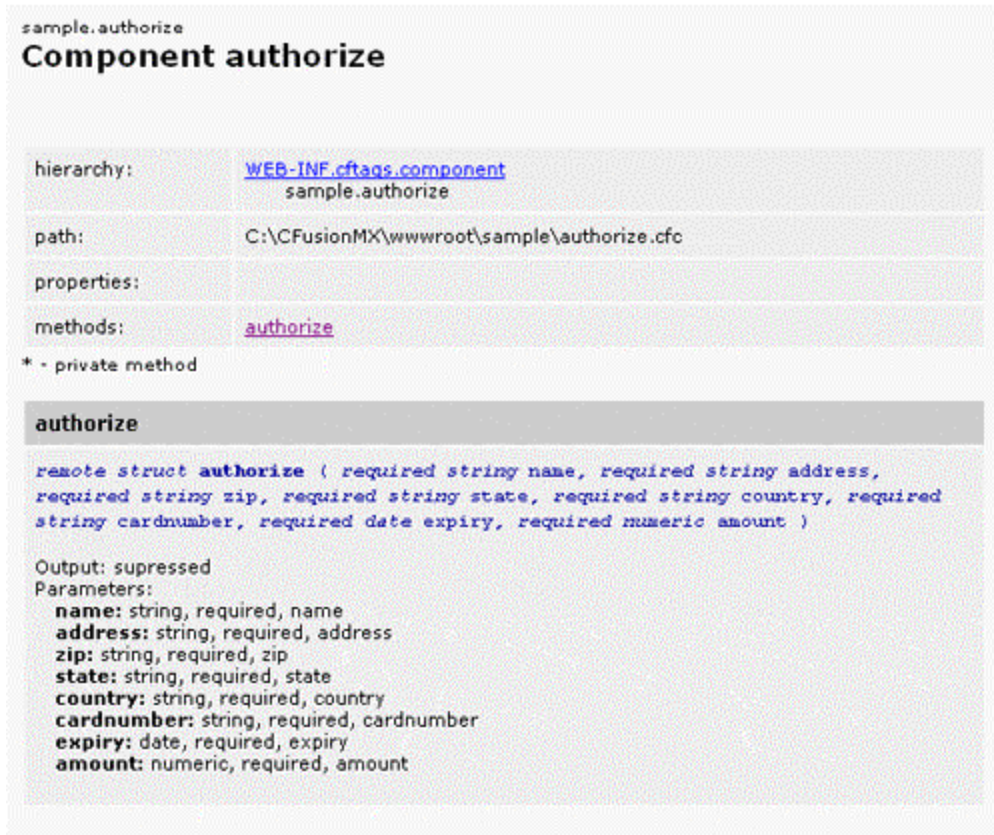 sample.authorize
Component authorize
hierarchy: WEB-INF.cftags.component
sample.authorize
path: C:\CFusionMX\wwwroot\sample\authorize.cfc
properties:
methods: authorize
* - private method
authorize
remote struct authorize ( required string name, required string address,
required string zip, required string state, required string country, required
string cardnumber, required date expiry, required numeric amount )
Output: supressed
Parameters:
name: string, required, name
address: string, required, address
zip: string, required, zip
state: string, required, state
country: string, required, country
cardnumber: string, required, cardnumber
expiry: date, required, expiry
amount: numeric, required, amount